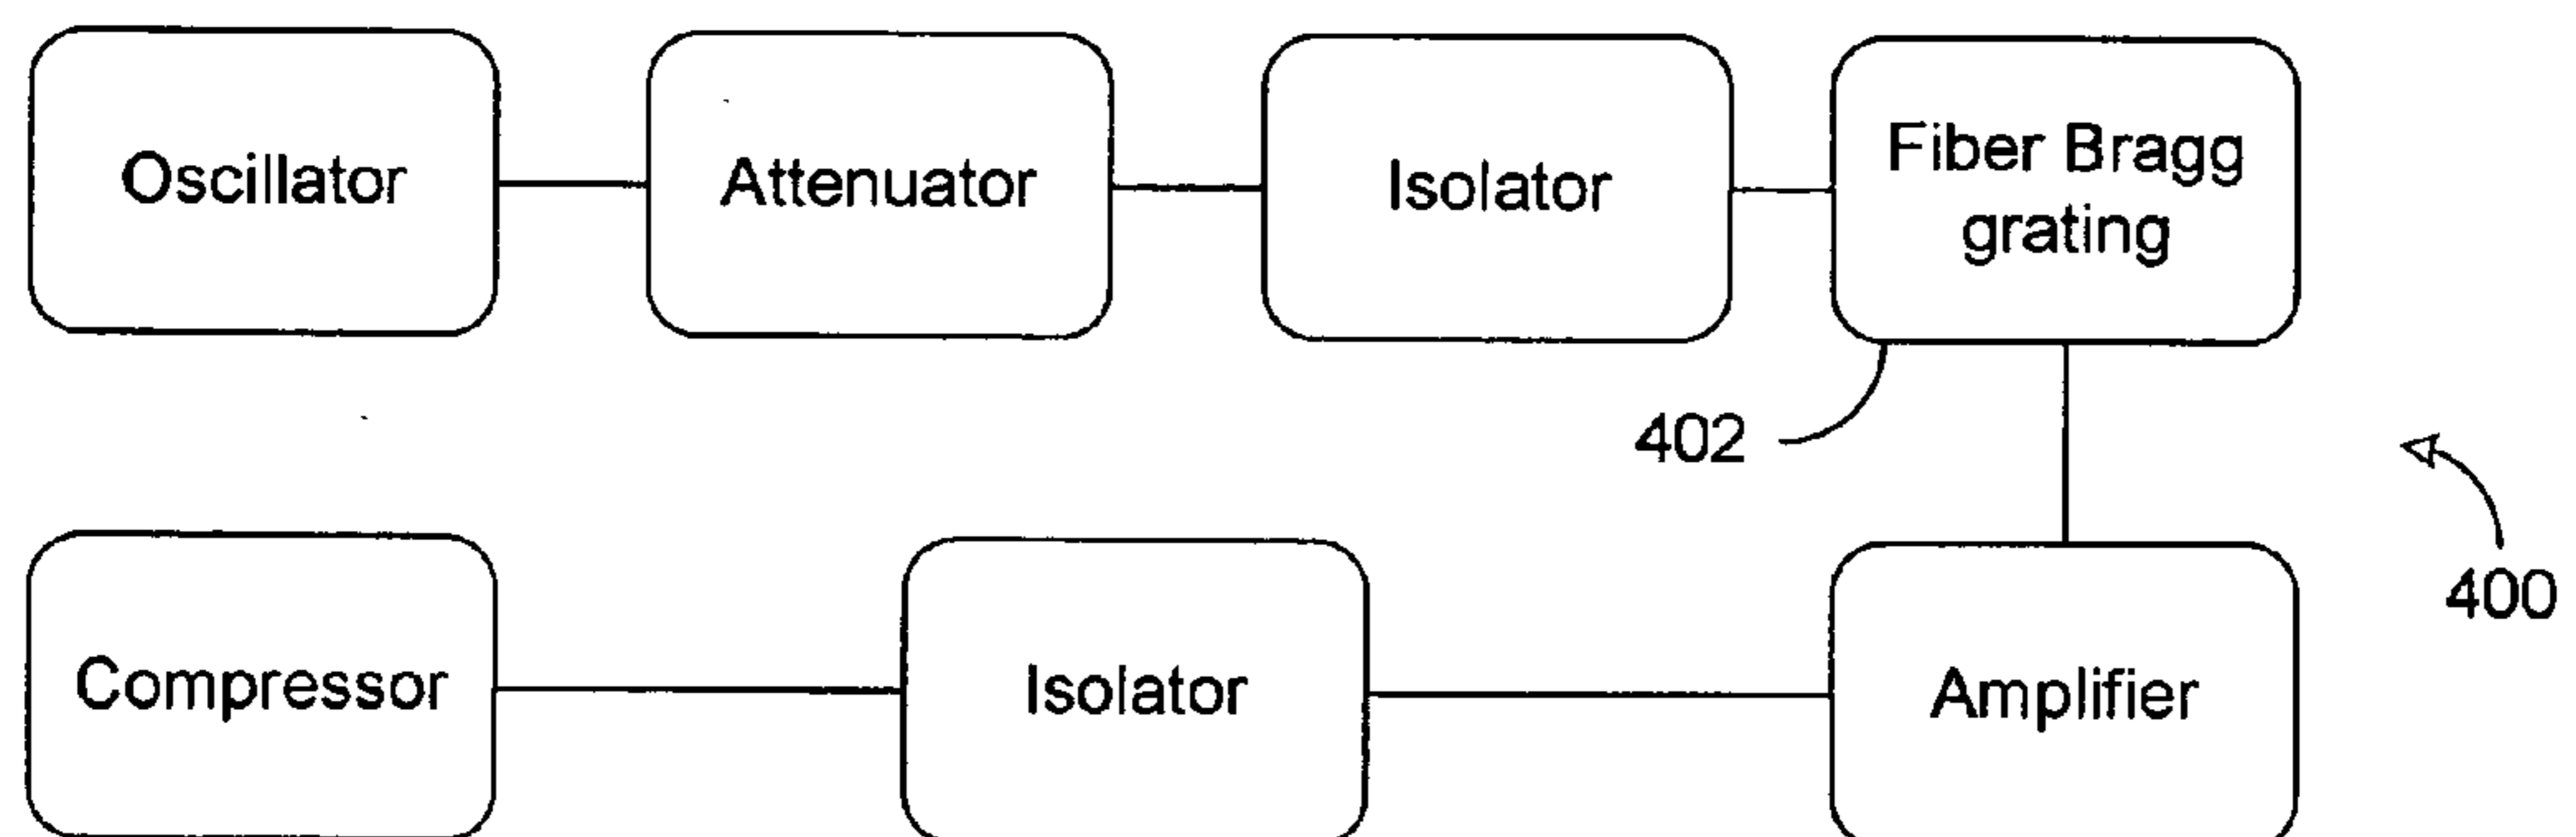 Oscillator
Attenuator
Isolator
Fiber Bragg
grating
402
400
Compressor
Isolator
Amplifier